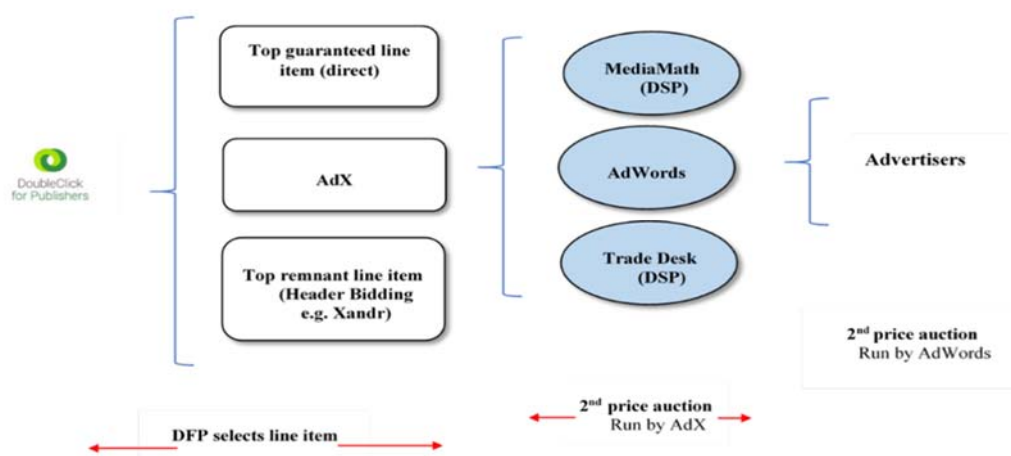 DoubleClick
for Publishers
Top guaranteed line
item (direct)
AdX
Top remnant line item
(Header Bidding
e.g. Xandr)
MediaMath
(DSP)
AdWords
Trade Desk
(DSP)
Advertisers
2nd price auction
Run by AdWords
2nd price auction
Run by AdX
DFP selects line item